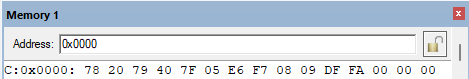 Memory 1
Address: 0x0000
C:0x0000: 78 20 79 40 7F 05 E6 F7 08 09 DF FA 00 00 00